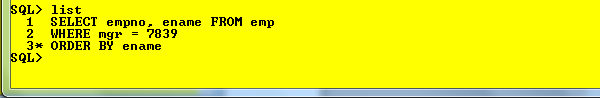 SQL> list
  1  SELECT empno, ename FROM emp
  2  WHERE mgr = 7839
  3* ORDER BY ename
SQL>